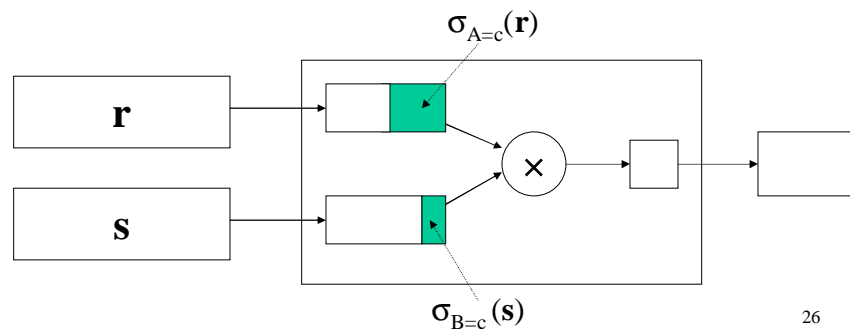 σA=c(r)
r
×
s
σB=c(s)
26